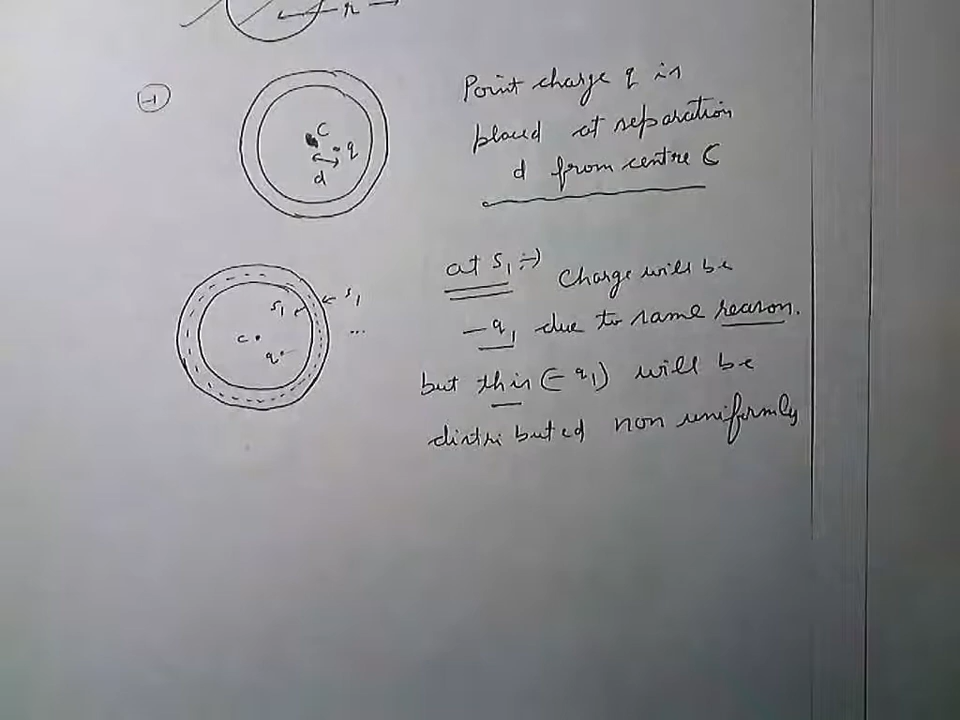 r
1
C
q
d
Point charge q is
placed at separation
d from centre C
S1
S1
C
q
...
at S1 :→ Charge will be
-q1 due to same reason.
but this (-q1) will be
distributed non uniformly